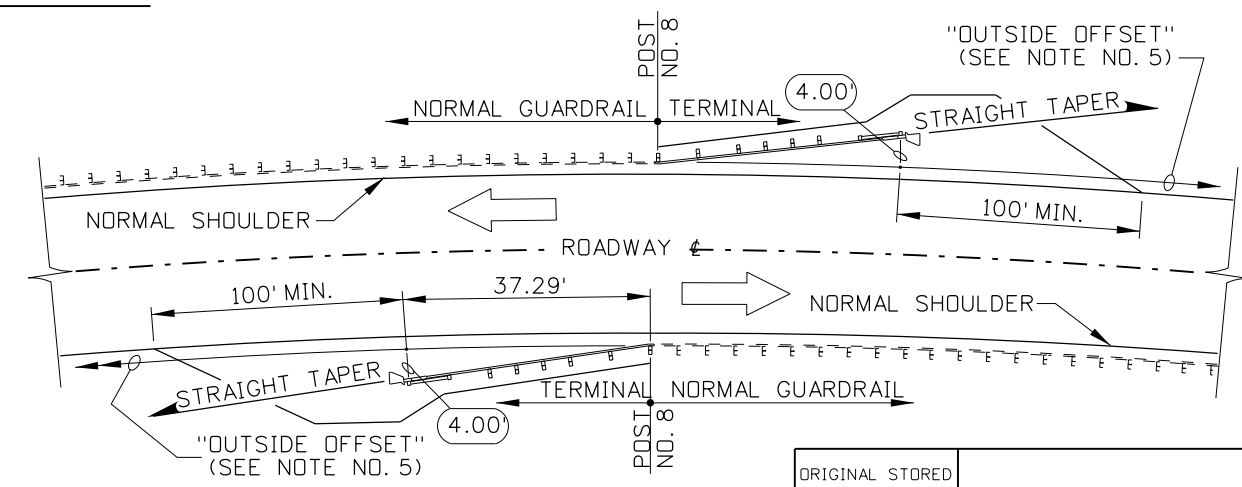 POST
NO. 8
"OUTSIDE OFFSET"
(SEE NOTE NO. 5)
4.00'
NORMAL GUARDRAIL
TERMINAL
STRAIGHT TAPER
NORMAL SHOULDER
100' MIN.
ROADWAY ℄
100' MIN.
37.29'
NORMAL SHOULDER
STRAIGHT TAPER
TERMINAL
NORMAL GUARDRAIL
4.00'
"OUTSIDE OFFSET"
(SEE NOTE NO. 5)
POST
NO. 8
ORIGINAL STORED